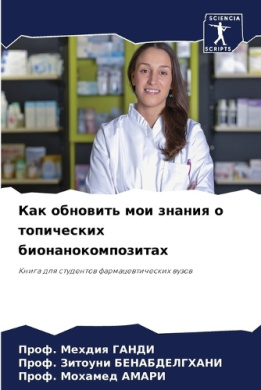 SCIENCIA
SCRIPTS
Как обновить мои знания о
топических
бионанокомпозитах
Книга для студентов фармацевтических вузов
Проф. Мехдия ГАНДИ
Проф. Зитоуни БЕНАБДЕЛГХАНИ
Проф. Мохамед АМАРИ